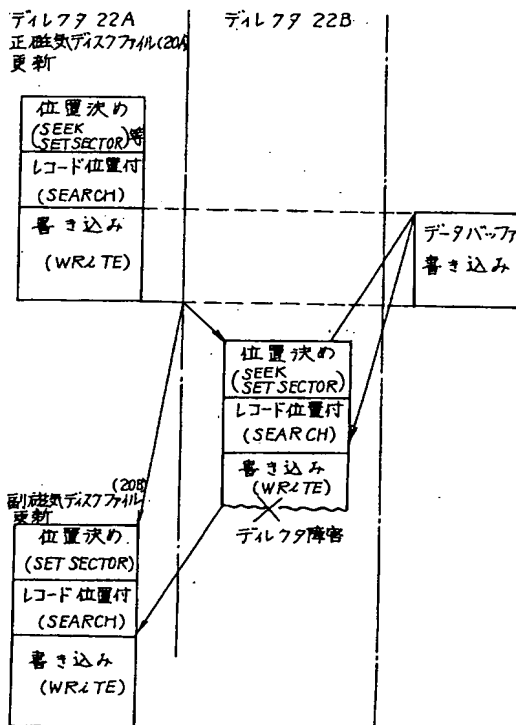 ディレクタ 22A
正磁気ディスクファイル(20A)
更新
位置決め
(SEEK
SETSECTOR)等
レコード位置付
(SEARCH)
書き込み
(WRiTE)
ディレクタ 22B
データバッファ
書き込み
位置決め
(SEEK
SETSECTOR)
レコード位置付
(SEARCH)
書き込み
(WRiTE)
ディレクタ障害
(20B)
副磁気ディスクファイル
更新
位置決め
(SET SECTOR)
レコード位置付
(SEARCH)
書き込み
(WRiTE)